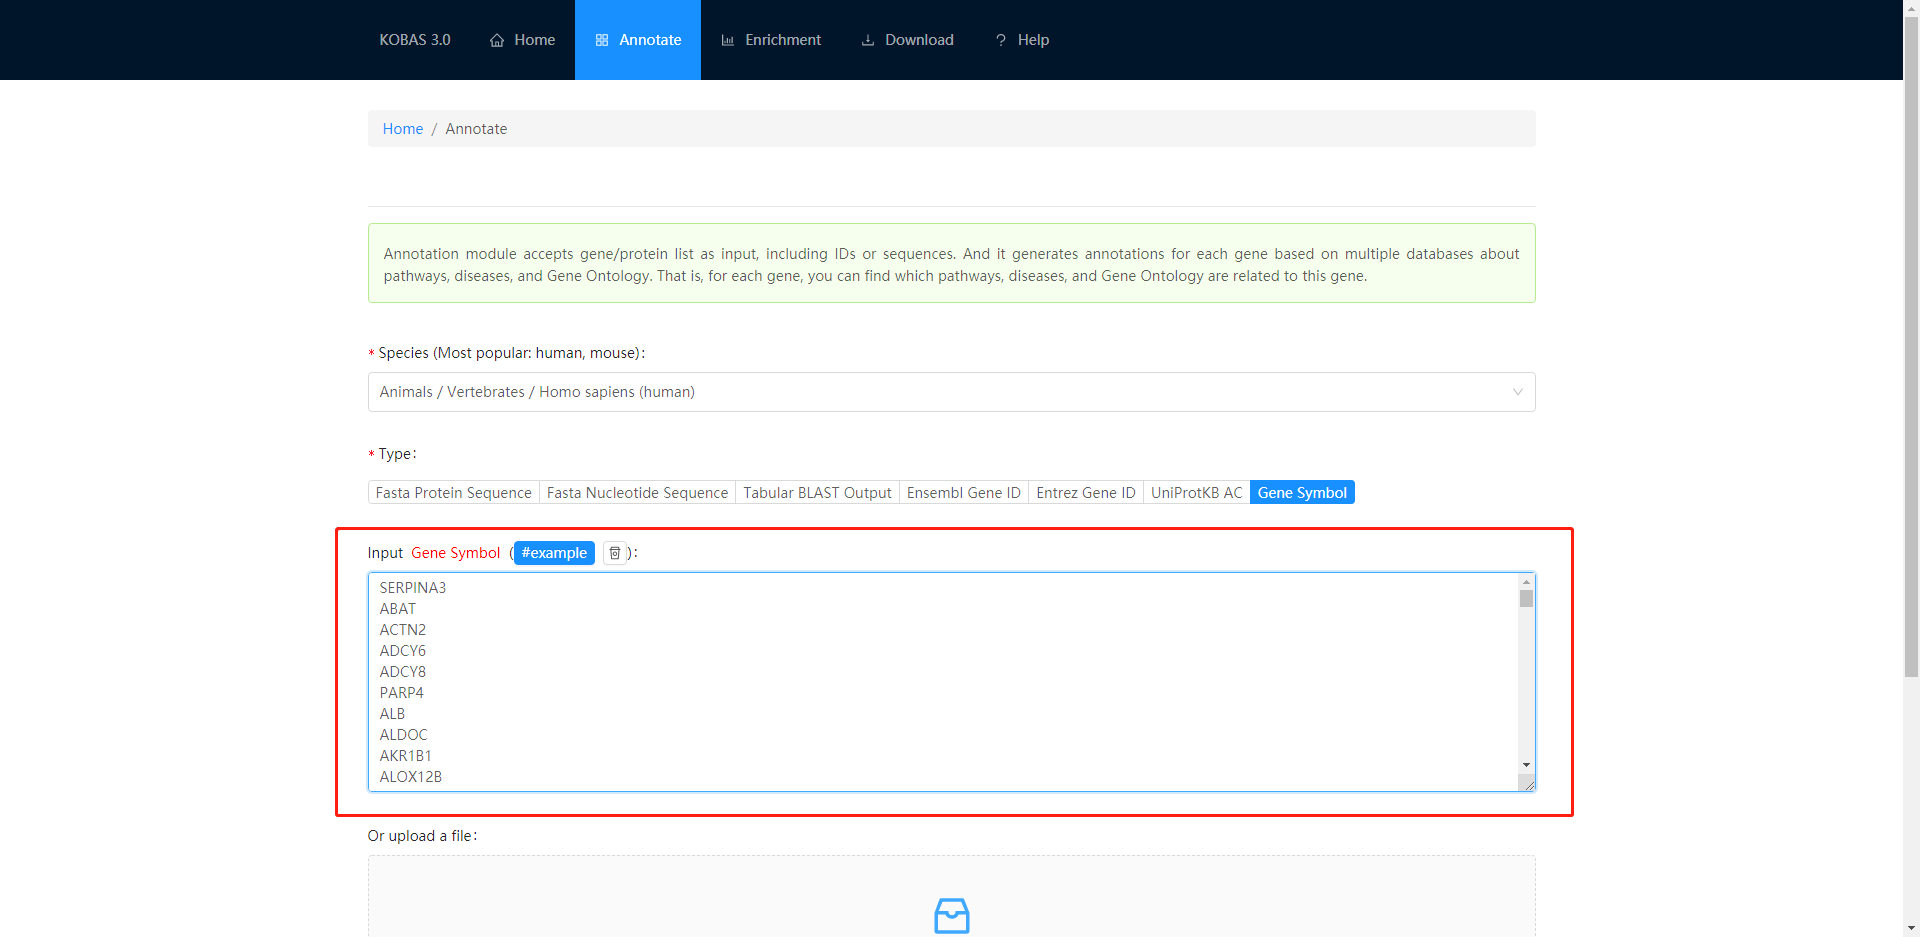 KOBAS 3.0 Home Annotate Enrichment Download ? Help
Home / Annotate
Annotation module accepts gene/protein list as input, including IDs or sequences. And it generates annotations for each gene based on multiple databases about
pathways, diseases, and Gene Ontology. That is, for each gene, you can find which pathways, diseases, and Gene Ontology are related to this gene.
* Species (Most popular: human, mouse):
Animals / Vertebrates / Homo sapiens (human)
* Type:
Fasta Protein Sequence Fasta Nucleotide Sequence Tabular BLAST Output Ensembl Gene ID Entrez Gene ID UniProtKB AC Gene Symbol
Input Gene Symbol (#example ):
SERPINA3
ABAT
ACTN2
ADCY6
ADCY8
PARP4
ALB
ALDOC
AKR1B1
ALOX12B
Or upload a file: